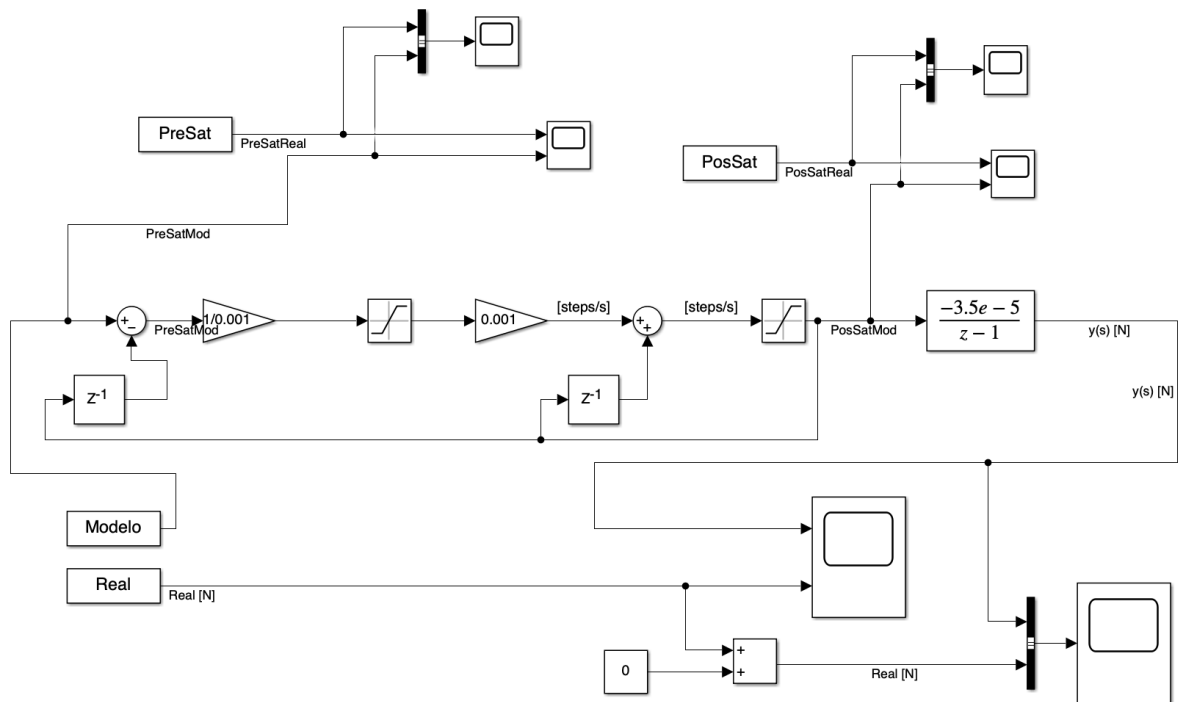 PreSat
PreSatReal
PosSat
PosSatReal
PreSatMod
+
−
PreSatMod
1/0.001
0.001
[steps/s]
+
+
[steps/s]
PosSatMod
-3.5e - 5
z - 1
y(s) [N]
y(s) [N]
Z-1
Z-1
Modelo
Real
Real [N]
0
+
+
Real [N]